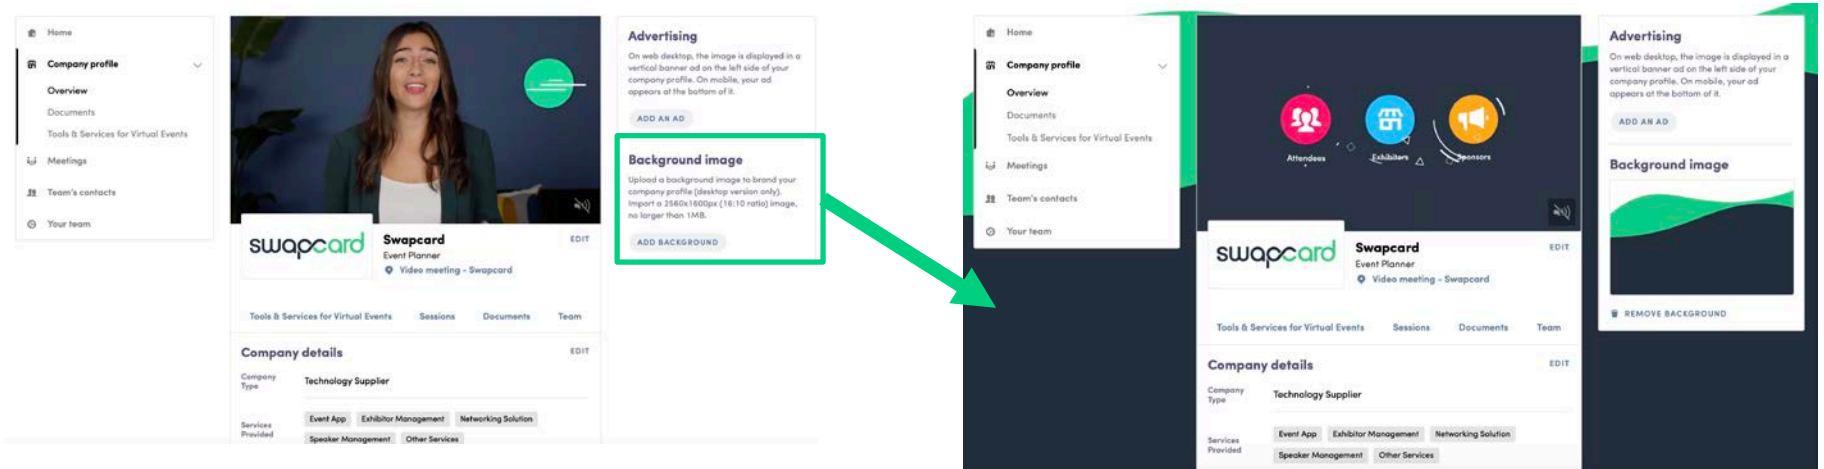 Home
Company profile
Overview
Documents
Tools & Services for Virtual Events
Meetings
Team's contacts
Your team
swapcard
Swapcard
Event Planner
Video meeting - Swapcard
EDIT
Tools & Services for Virtual Events
Sessions
Documents
Team
Company details
EDIT
Company
Type
Technology Supplier
Services
Provided
Event App
Exhibitor Management
Networking Solution
Speaker Management
Other Services
Advertising
On web desktop, the image is displayed in a
vertical banner ad on the left side of your
company profile. On mobile, your ad
appears at the bottom of it.
ADD AN AD
Background image
Upload a background image to brand your
company profile (desktop version only).
Import a 2560x1600px (16:10 ratio) image,
no larger than 1MB.
ADD BACKGROUND
Home
Company profile
Overview
Documents
Tools & Services for Virtual Events
Meetings
Team's contacts
Your team
Attendees
Exhibitors
Sponsors
swapcard
Swapcard
Event Planner
Video meeting - Swapcard
EDIT
Tools & Services for Virtual Events
Sessions
Documents
Team
Company details
EDIT
Company
Type
Technology Supplier
Services
Provided
Event App
Exhibitor Management
Networking Solution
Speaker Management
Other Services
Advertising
On web desktop, the image is displayed in a
vertical banner ad on the left side of your
company profile. On mobile, your ad
appears at the bottom of it.
ADD AN AD
Background image
REMOVE BACKGROUND